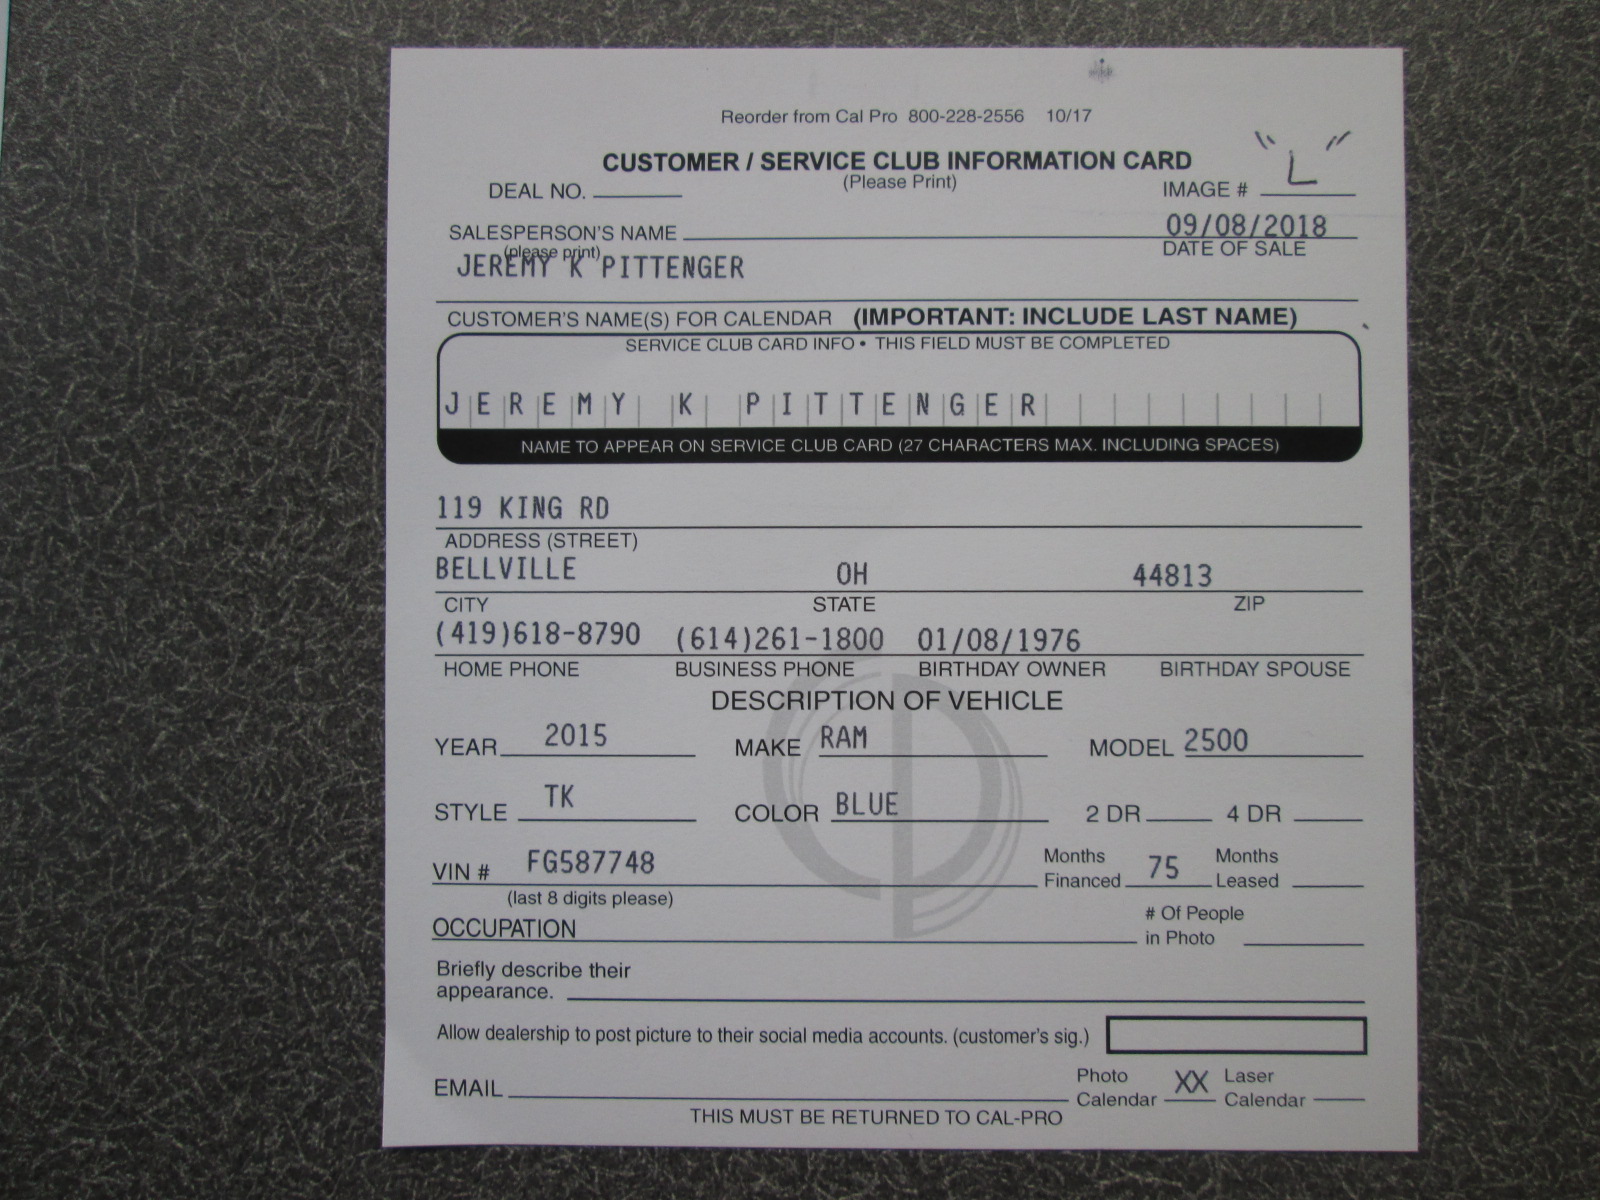 Reorder from Cal Pro 800-228-2556 10/17
CUSTOMER / SERVICE CLUB INFORMATION CARD
(Please Print)
DEAL NO. IMAGE # "L"
SALESPERSON'S NAME 09/08/2018
(please print) DATE OF SALE
JEREMY K PITTENGER
CUSTOMER'S NAME(S) FOR CALENDAR (IMPORTANT: INCLUDE LAST NAME)
SERVICE CLUB CARD INFO • THIS FIELD MUST BE COMPLETED
JEREMY K PITTENGER
NAME TO APPEAR ON SERVICE CLUB CARD (27 CHARACTERS MAX. INCLUDING SPACES)
119 KING RD
ADDRESS (STREET)
BELLVILLE OH 44813
CITY STATE ZIP
(419)618-8790 (614)261-1800 01/08/1976
HOME PHONE BUSINESS PHONE BIRTHDAY OWNER BIRTHDAY SPOUSE
DESCRIPTION OF VEHICLE
YEAR 2015 MAKE RAM MODEL 2500
STYLE TK COLOR BLUE 2 DR 4 DR
VIN # FG587748 Months Financed 75 Months Leased
(last 8 digits please)
OCCUPATION # Of People in Photo
Briefly describe their
appearance.
Allow dealership to post picture to their social media accounts. (customer's sig.)
EMAIL Photo Calendar XX Laser Calendar
THIS MUST BE RETURNED TO CAL-PRO